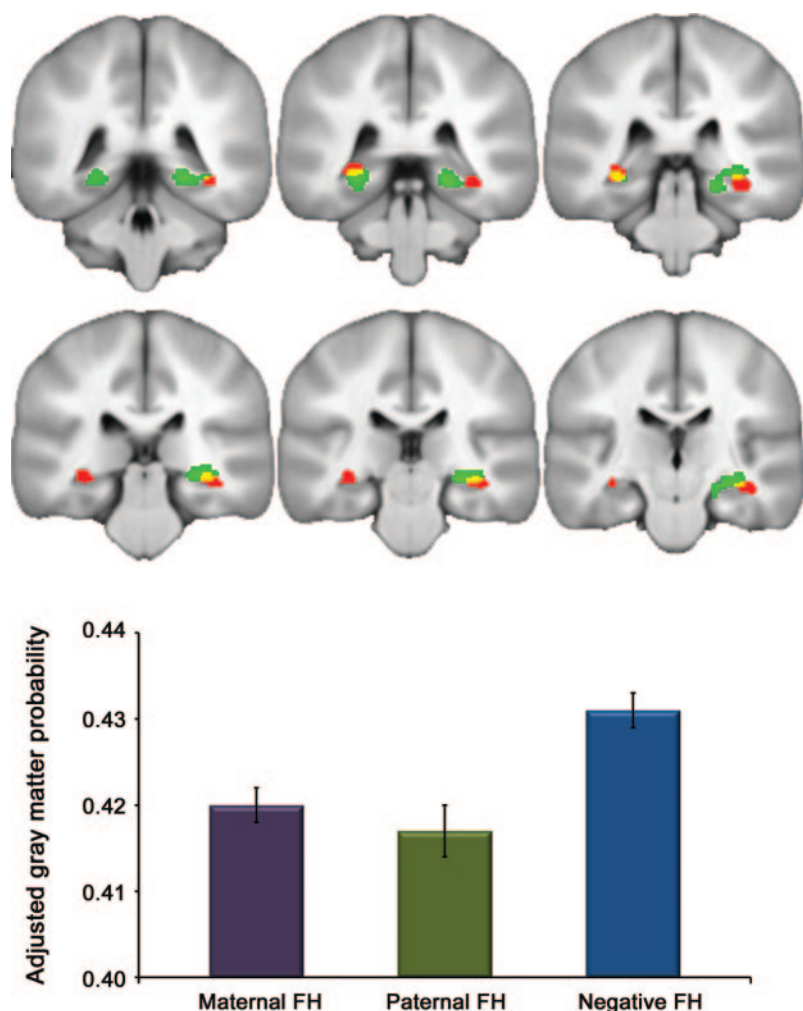 Adjusted gray matter probability
0.44
0.43
0.42
0.41
0.40
Maternal FH Paternal FH Negative FH